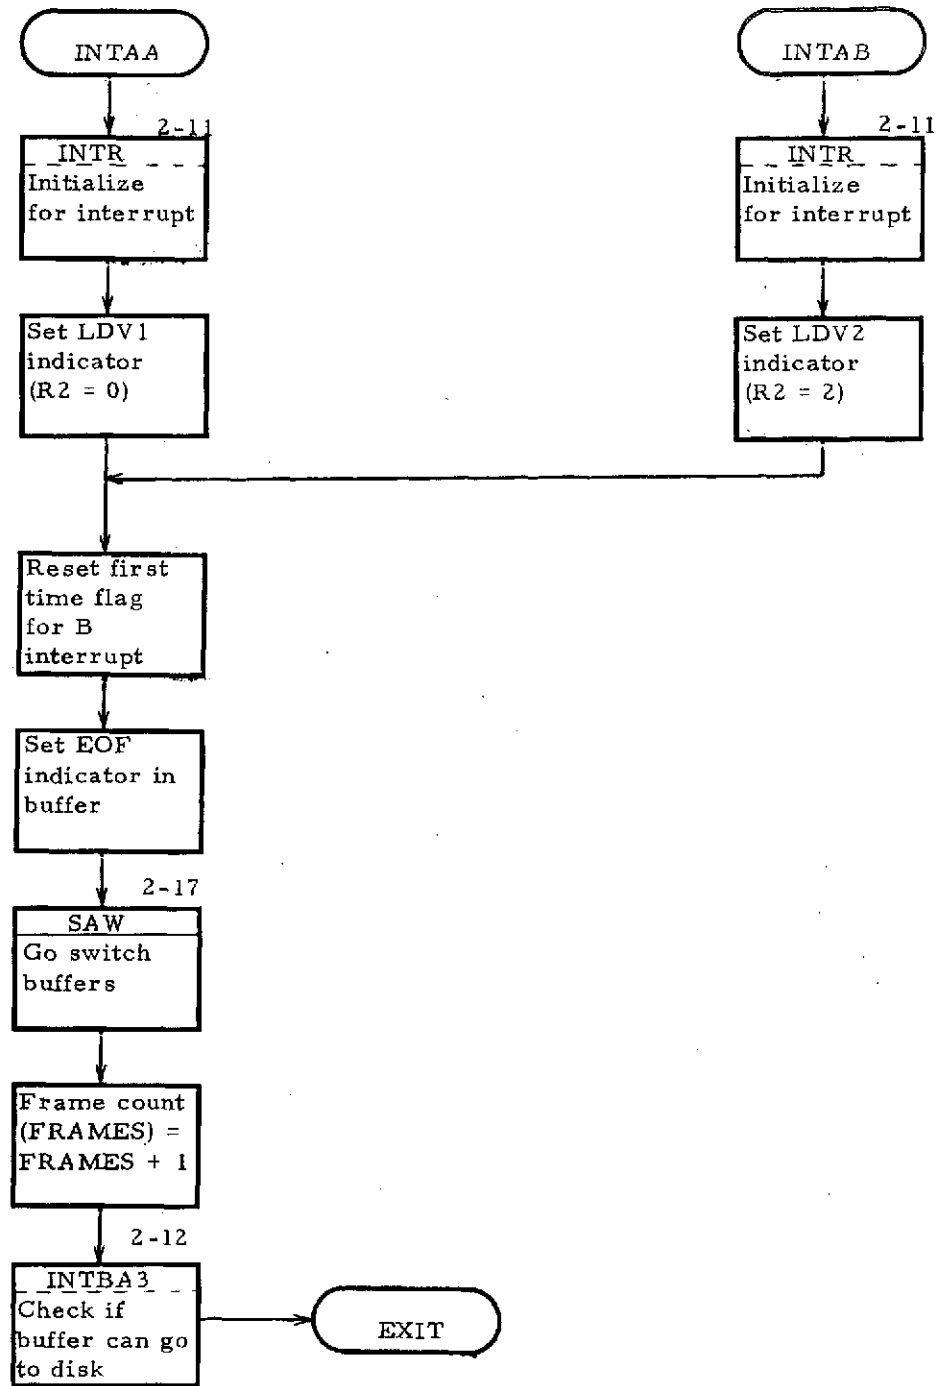 INTAA
2-11
INTR
Initialize
for interrupt
Set LDV1
indicator
(R2 = 0)
INTAB
2-11
INTR
Initialize
for interrupt
Set LDV2
indicator
(R2 = 2)
Reset first
time flag
for B
interrupt
Set EOF
indicator in
buffer
2-17
SAW
Go switch
buffers
Frame count
(FRAMES) =
FRAMES + 1
2-12
INTBA3
Check if
buffer can go
to disk
EXIT